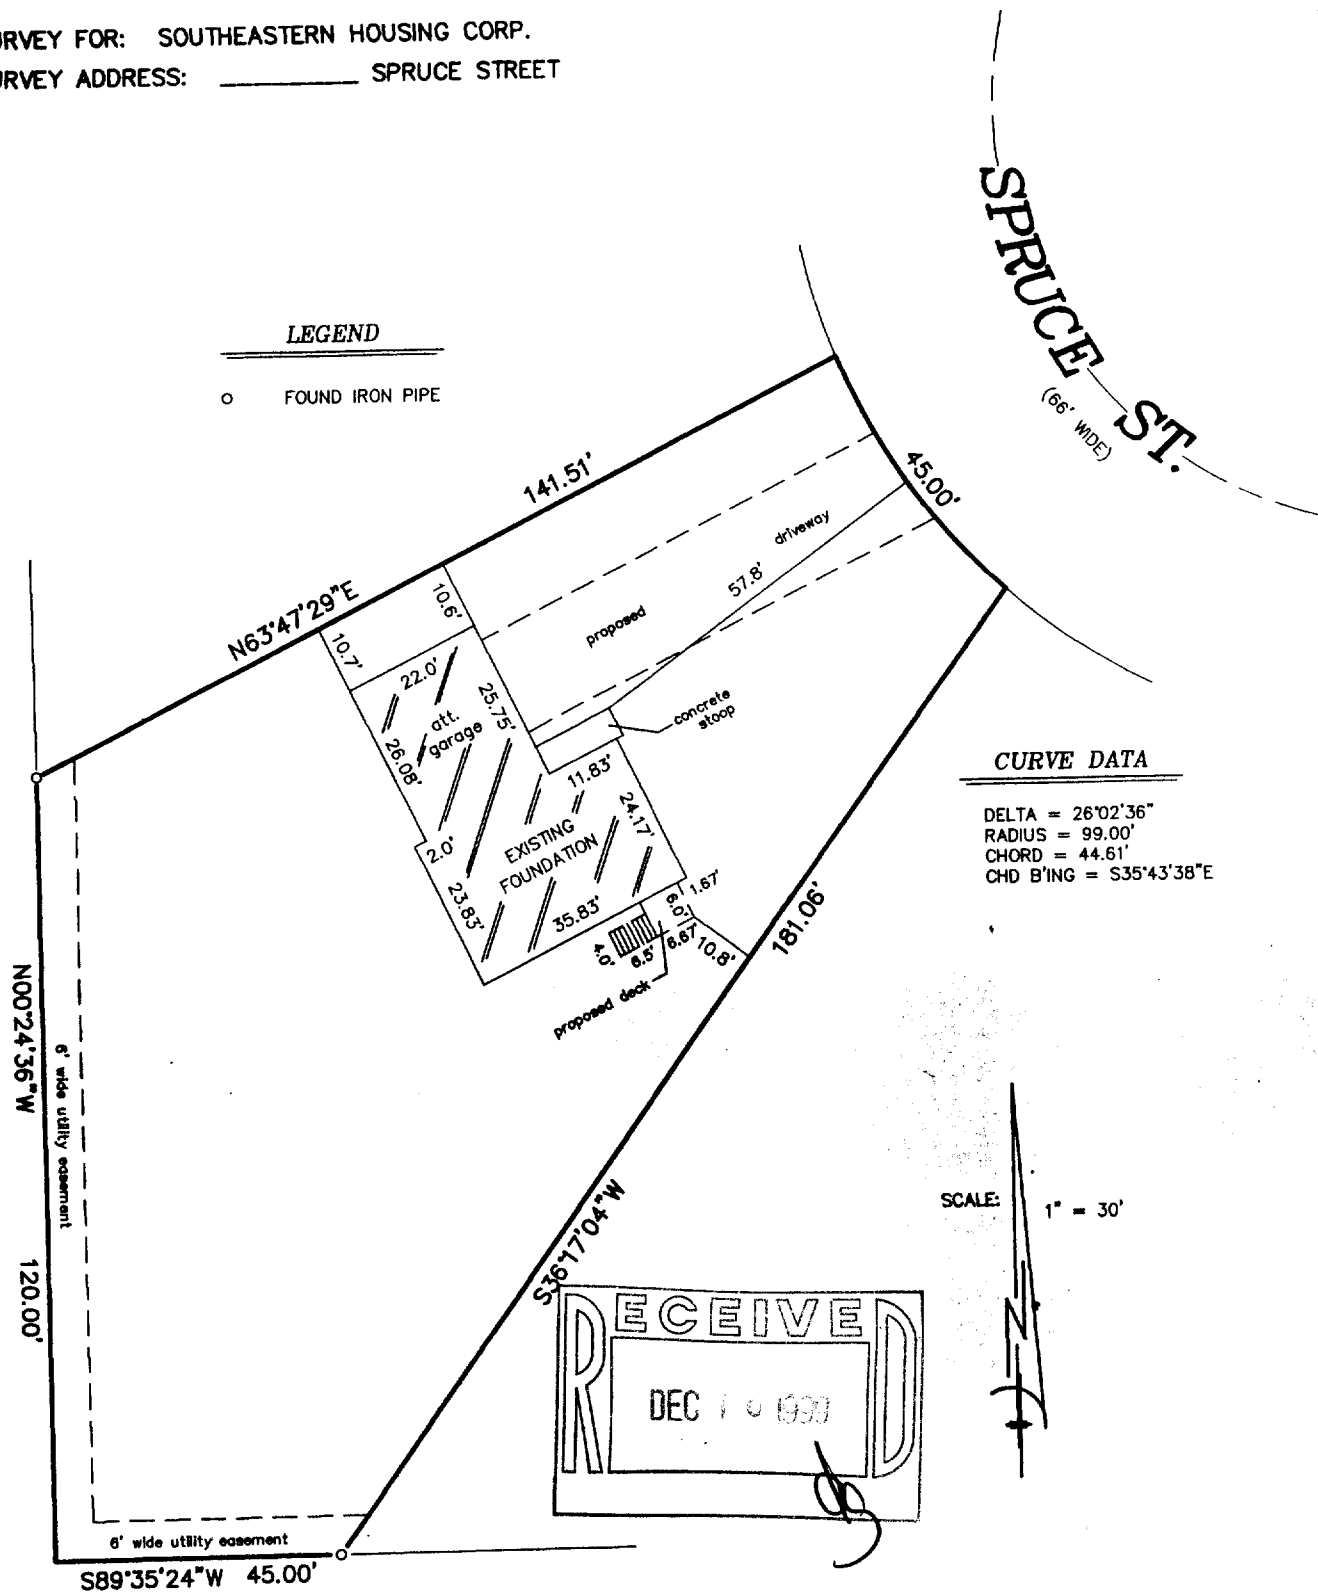 URVEY FOR: SOUTHEASTERN HOUSING CORP.
URVEY ADDRESS: __________ SPRUCE STREET
SPRUCE ST.
(66' WIDE)
LEGEND
FOUND IRON PIPE
141.51'
N63°47'29"E
45.00'
driveway
proposed
57.8'
10.6'
10.7'
22.0'
25.75'
att.
garage
26.08'
concrete
stoop
11.83'
24.17'
2.0'
EXISTING
FOUNDATION
23.83'
35.83'
1.67'
6.0'
6.67'
10.8'
4.0'
6.5'
proposed deck
181.06'
CURVE DATA
DELTA = 26°02'36"
RADIUS = 99.00'
CHORD = 44.61'
CHD B'ING = S35°43'38"E
N00°24'36"W
6' wide utility easement
120.00'
S36°17'04"W
SCALE: 1" = 30'
N
RECEIVED
DEC 1999
6' wide utility easement
S89°35'24"W 45.00'